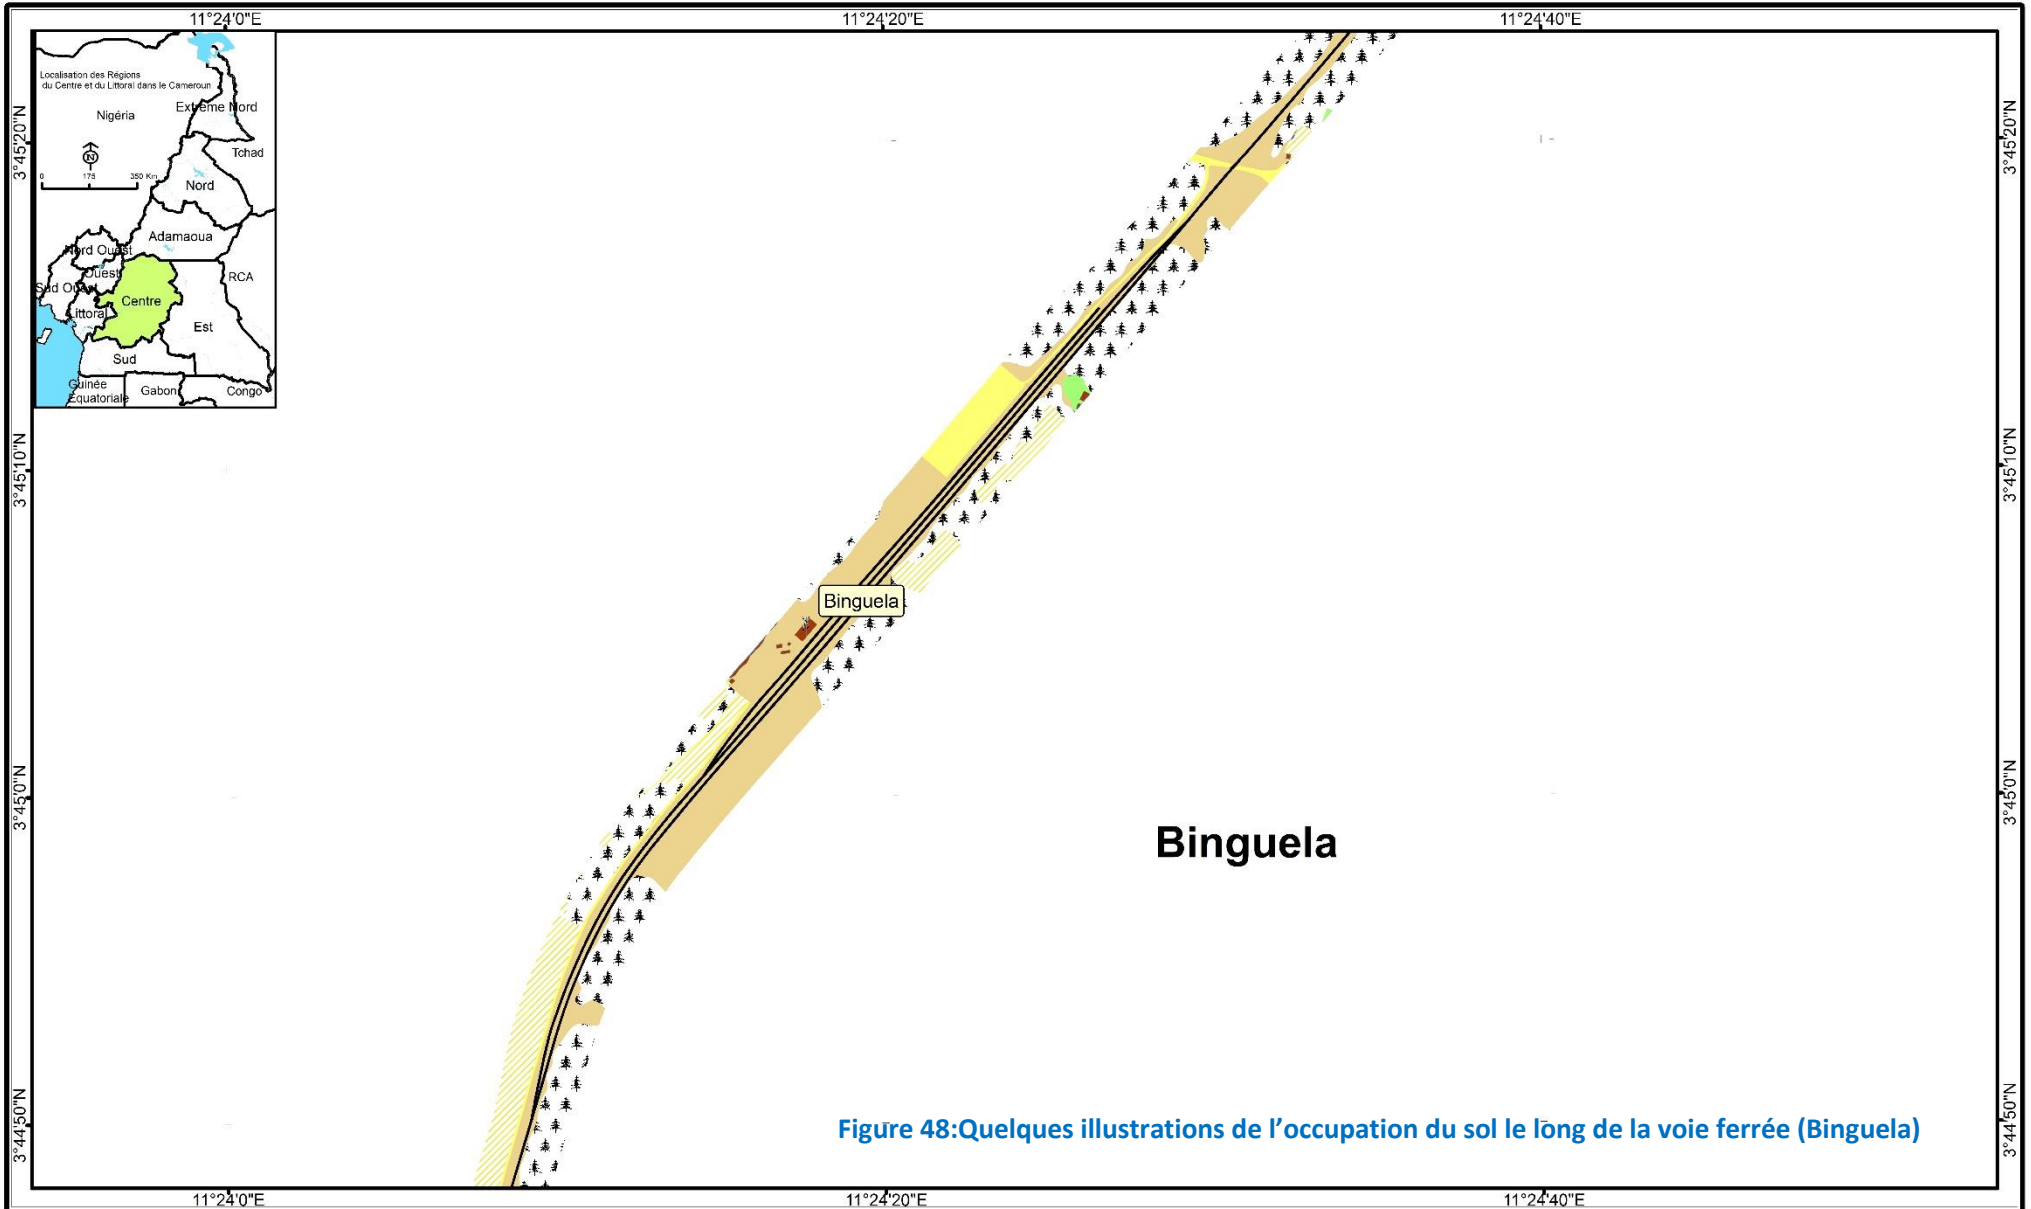 11°24'0"E
11°24'20"E
11°24'40"E
Localisation des Régions
du Centre et du Littoral dans le Cameroun
Nigéria
Extrême Nord
N
Tchad
0 175 350 Km
Nord
Adamaoua
Nord Ouest
Ouest
RCA
Sud Ouest
Centre
Littoral
Est
Sud
Guinée
Equatoriale
Gabon
Congo
3°45'20"N
3°45'20"N
3°45'10"N
3°45'10"N
Binguela
3°45'0"N
3°45'0"N
Binguela
3°44'50"N
3°44'50"N
Figure 48:Quelques illustrations de l’occupation du sol le long de la voie ferrée (Binguela)
11°24'0"E
11°24'20"E
11°24'40"E